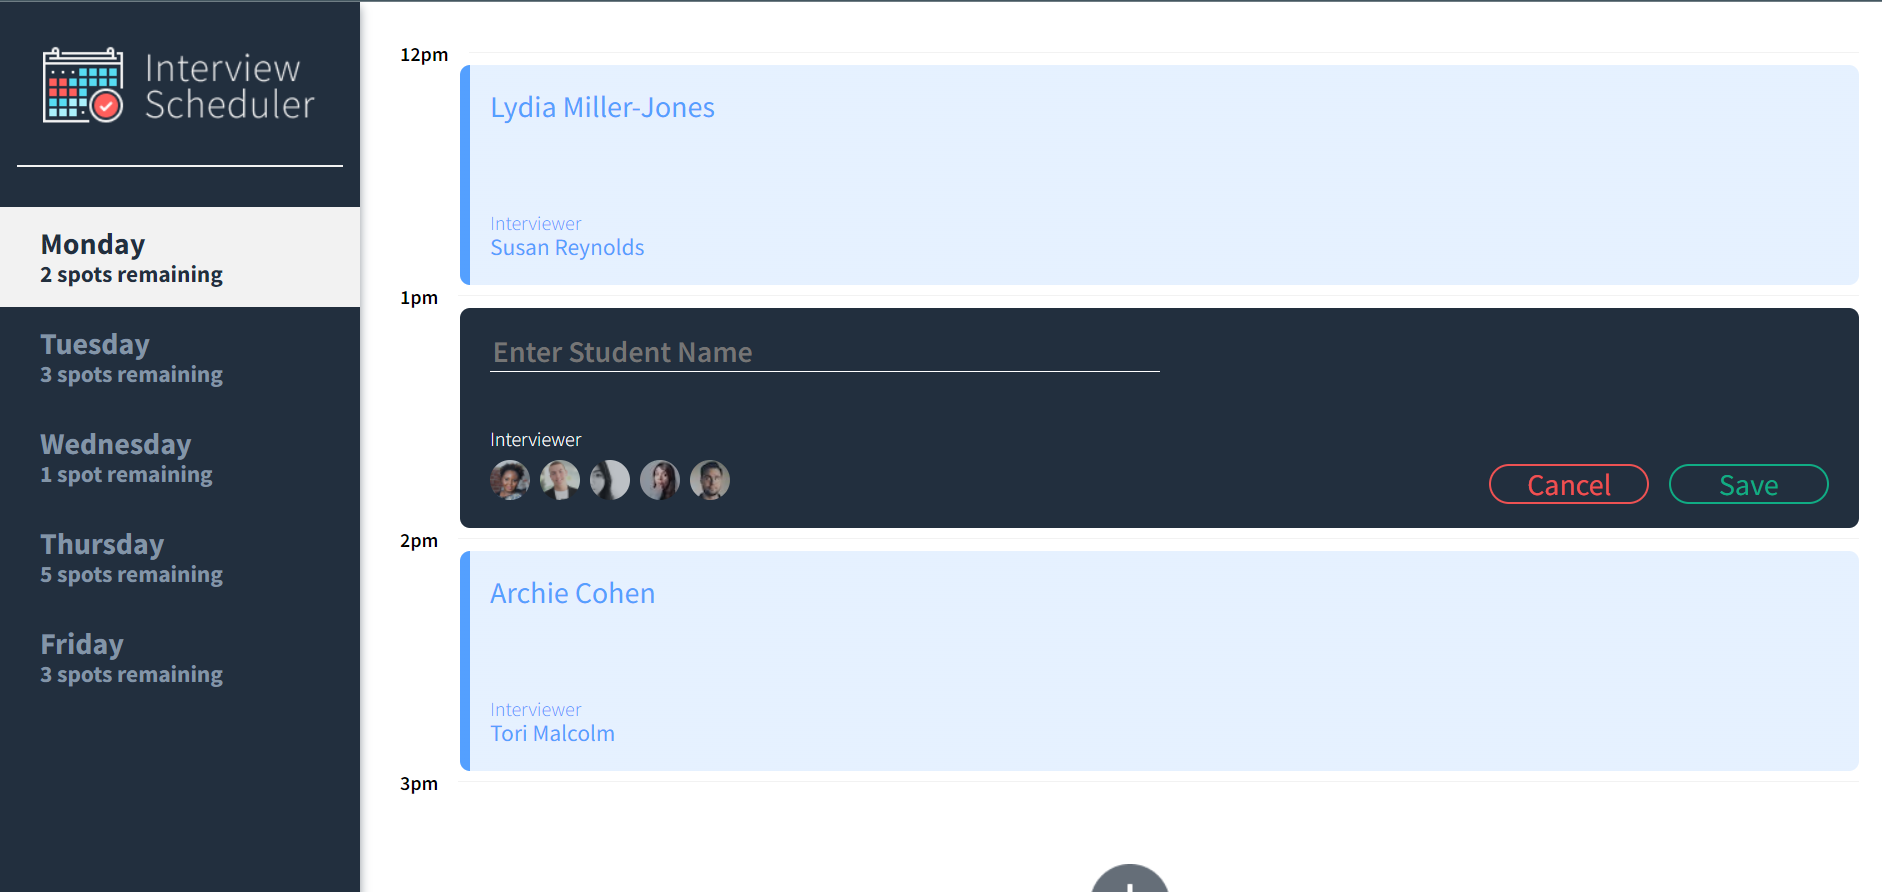 Interview
Scheduler
Monday
2 spots remaining
Tuesday
3 spots remaining
Wednesday
1 spot remaining
Thursday
5 spots remaining
Friday
3 spots remaining
12pm
Lydia Miller-Jones
Interviewer
Susan Reynolds
1pm
Enter Student Name
Interviewer
Cancel
Save
2pm
Archie Cohen
Interviewer
Tori Malcolm
3pm